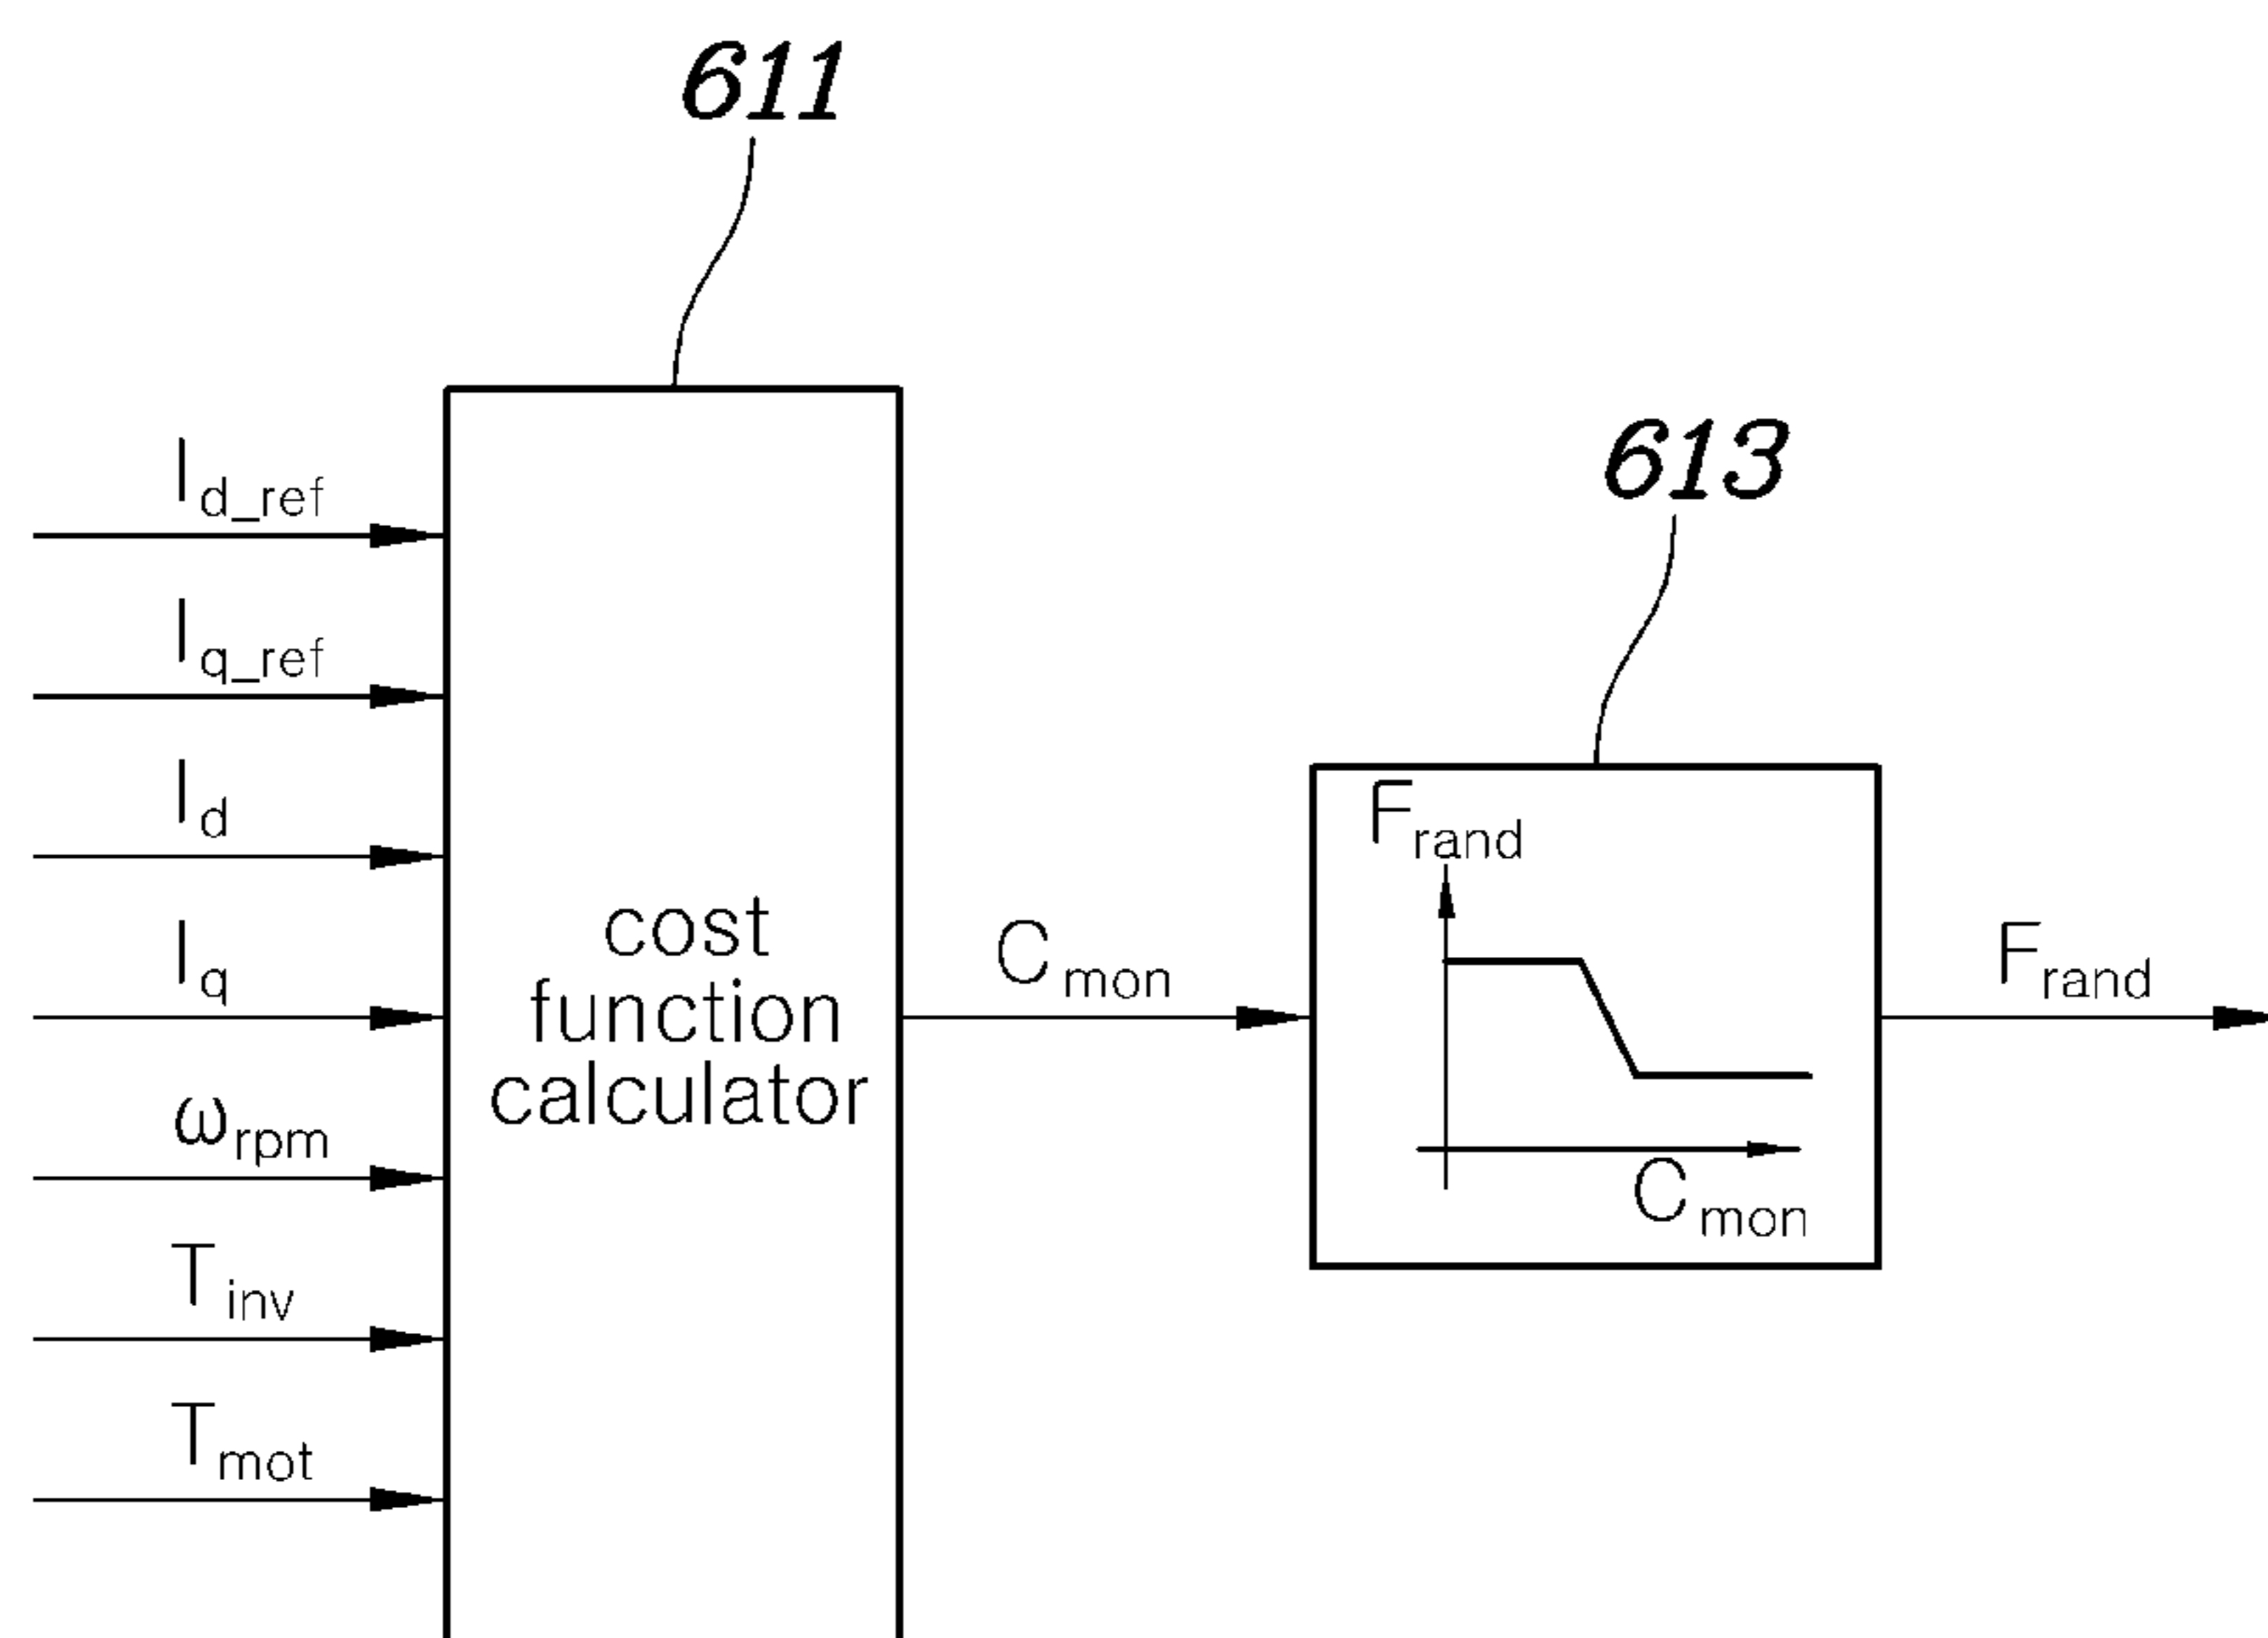 611
613
I_d_ref
I_q_ref
I_d
I_q
ω_rpm
T_inv
T_mot
cost
function
calculator
C_mon
F_rand
C_mon
F_rand